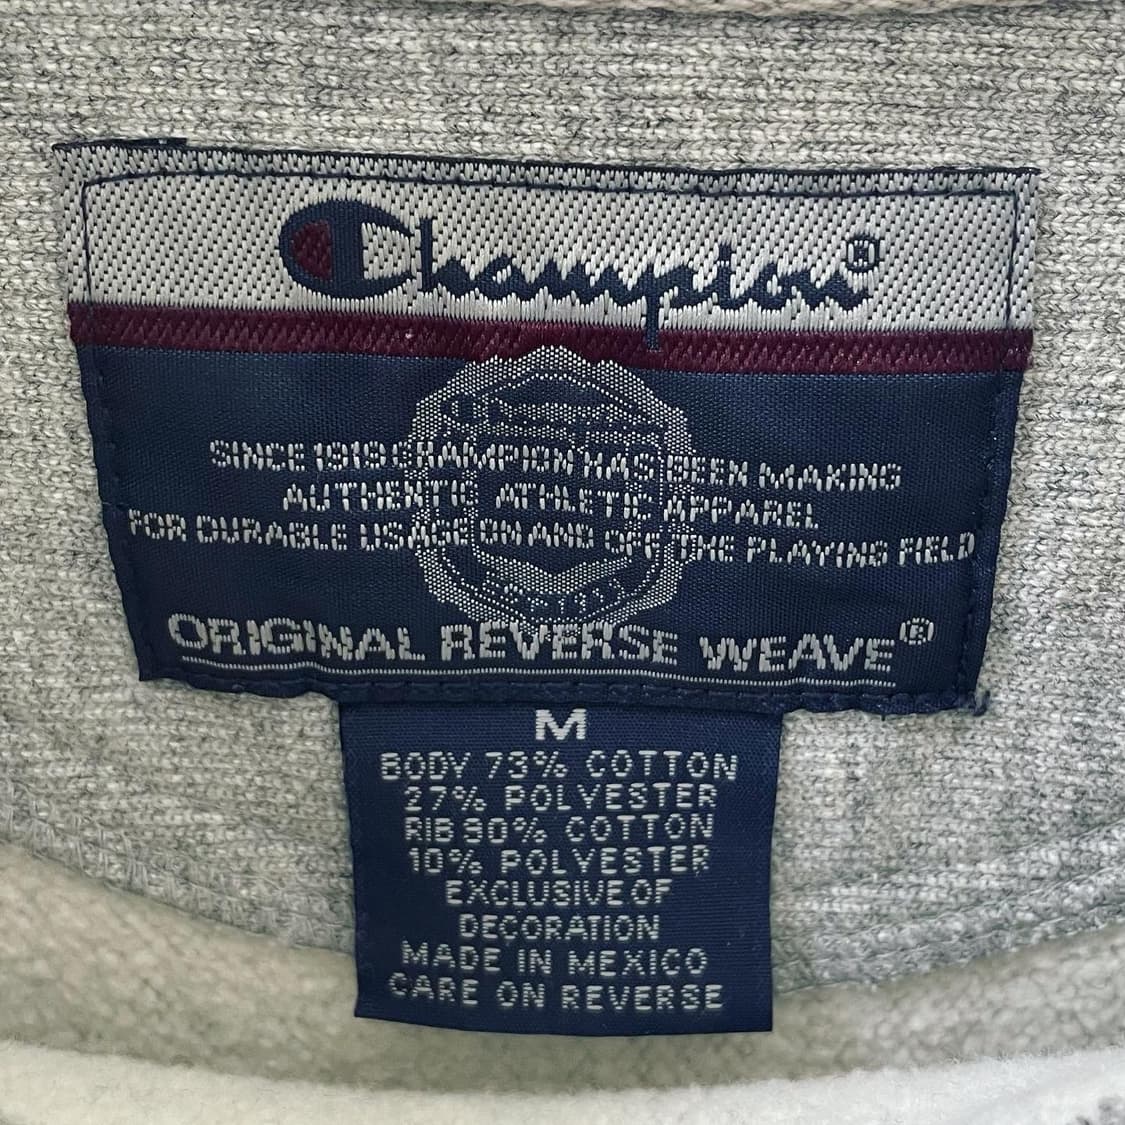 Champion®
SINCE 1919 CHAMPION HAS BEEN MAKING
AUTHENTIC ATHLETIC APPAREL
FOR DURABLE USAGE ON AND OFF THE PLAYING FIELD
ORIGINAL REVERSE WEAVE®
M
BODY 73% COTTON
27% POLYESTER
RIB 90% COTTON
10% POLYESTER
EXCLUSIVE OF
DECORATION
MADE IN MEXICO
CARE ON REVERSE